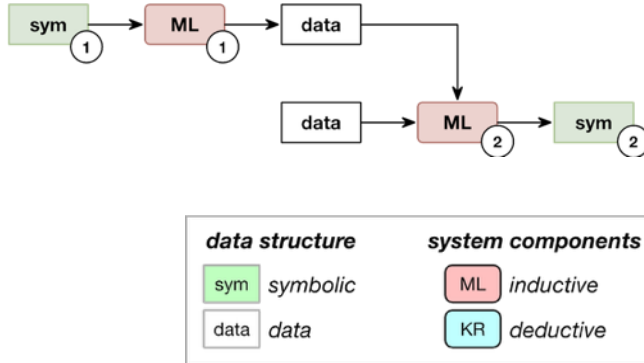 sym 1 ML 1 data
data ML 2 sym 2
data structure system components
sym symbolic ML inductive
data data KR deductive